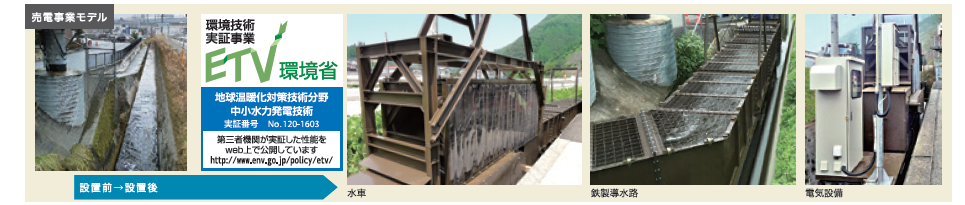 売電事業モデル
環境技術
実証事業
ETV 環境省
地球温暖化対策技術分野
中小水力発電技術
実証番号 No.120-1603
第三者機関が実証した性能を
web上で公開しています
http://www.env.go.jp/policy/etv/
設置前→設置後
水車
鉄製導水路
電気設備